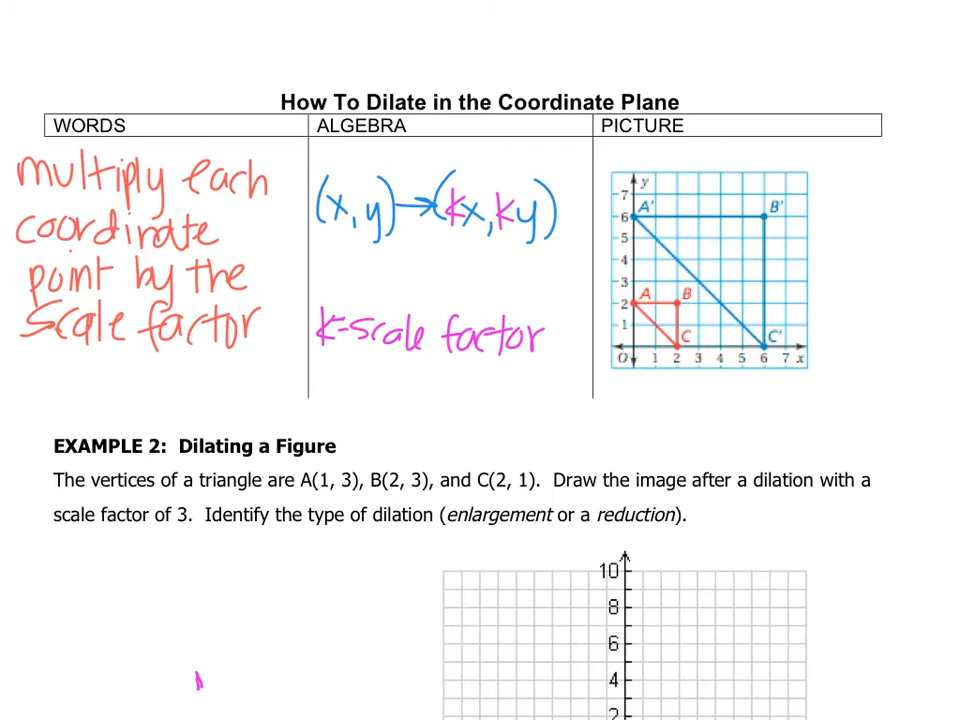 How To Dilate in the Coordinate Plane
WORDS ALGEBRA PICTURE
multiply each
coordinate
point by the
scale factor
(x, y)→(kx, ky)
k-scale factor
y
7
A' B'
6
5
4
3
A B
2
1
C C'
O 1 2 3 4 5 6 7 x
EXAMPLE 2: Dilating a Figure
The vertices of a triangle are A(1, 3), B(2, 3), and C(2, 1). Draw the image after a dilation with a
scale factor of 3. Identify the type of dilation (enlargement or a reduction).
10
8
6
4
2